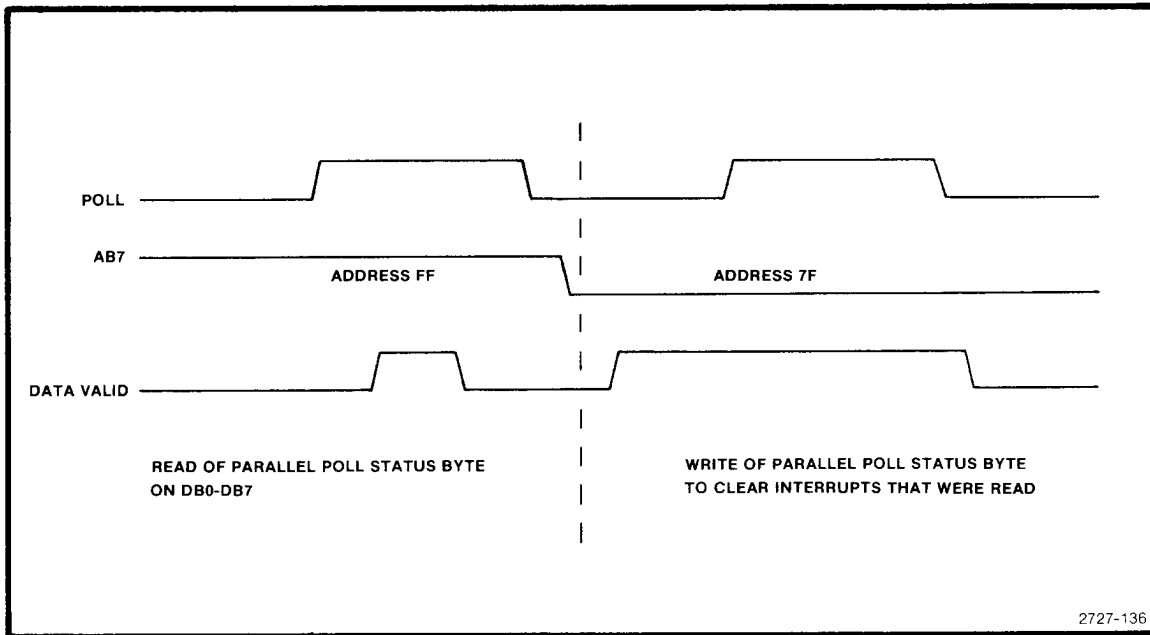 POLL
AB7
ADDRESS FF
ADDRESS 7F
DATA VALID
READ OF PARALLEL POLL STATUS BYTE
ON DB0-DB7
WRITE OF PARALLEL POLL STATUS BYTE
TO CLEAR INTERRUPTS THAT WERE READ
2727-136